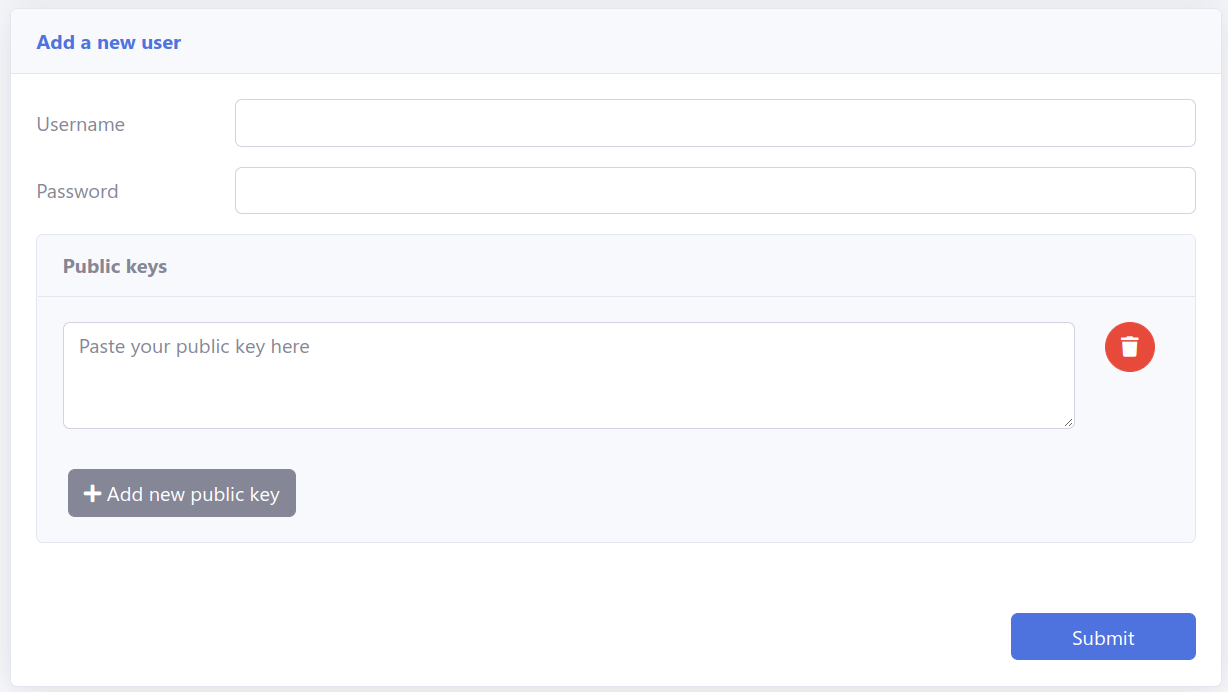 Add a new user
Username
Password
Public keys
Paste your public key here
Add new public key
Submit